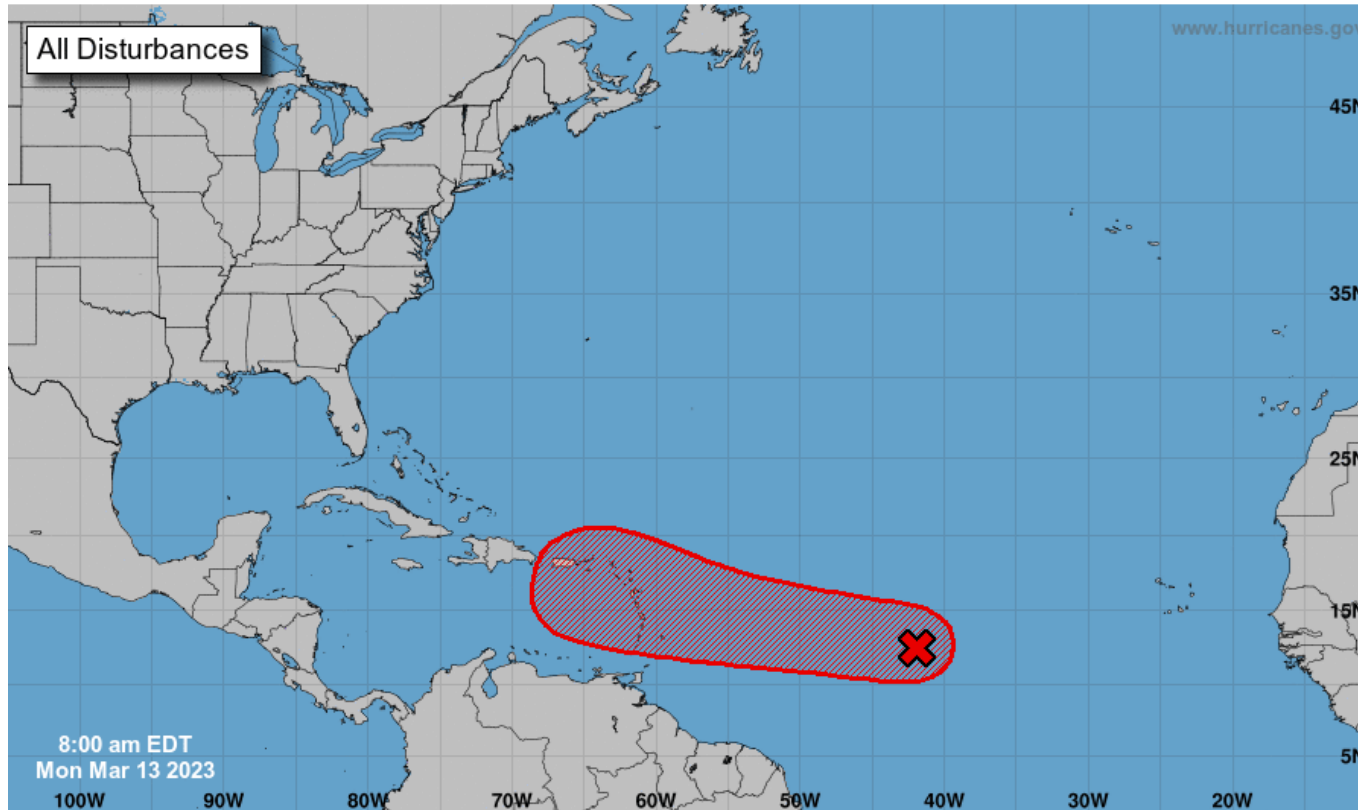 All Disturbances
www.hurricanes.gov
45N
35N
25N
15N
5N
8:00 am EDT
Mon Mar 13 2023
100W 90W 80W 70W 60W 50W 40W 30W 20W